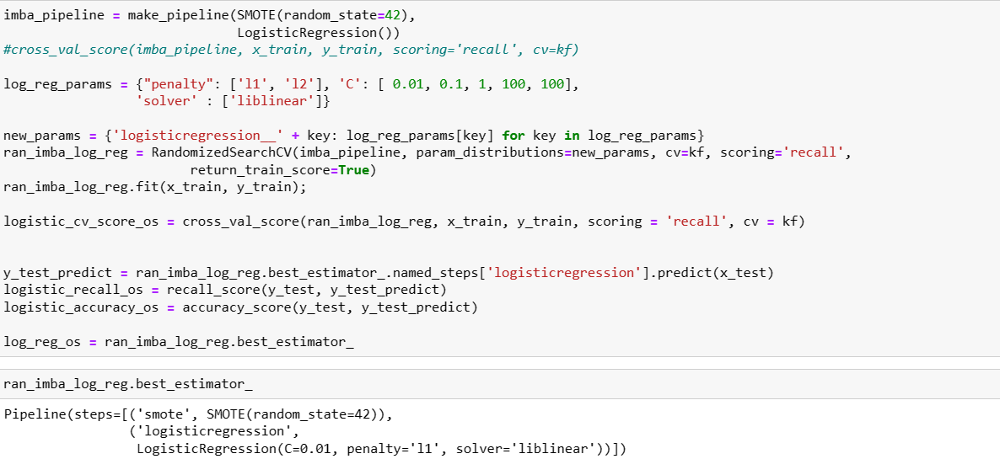 imba_pipeline = make_pipeline(SMOTE(random_state=42),
                              LogisticRegression())
#cross_val_score(imba_pipeline, x_train, y_train, scoring='recall', cv=kf)
log_reg_params = {"penalty": ['l1', 'l2'], 'C': [ 0.01, 0.1, 1, 100, 100],
                 'solver' : ['liblinear']}
new_params = {'logisticregression__' + key: log_reg_params[key] for key in log_reg_params}
ran_imba_log_reg = RandomizedSearchCV(imba_pipeline, param_distributions=new_params, cv=kf, scoring='recall',
                        return_train_score=True)
ran_imba_log_reg.fit(x_train, y_train);
logistic_cv_score_os = cross_val_score(ran_imba_log_reg, x_train, y_train, scoring = 'recall', cv = kf)
y_test_predict = ran_imba_log_reg.best_estimator_.named_steps['logisticregression'].predict(x_test)
logistic_recall_os = recall_score(y_test, y_test_predict)
logistic_accuracy_os = accuracy_score(y_test, y_test_predict)
log_reg_os = ran_imba_log_reg.best_estimator_
ran_imba_log_reg.best_estimator_
Pipeline(steps=[('smote', SMOTE(random_state=42)),
                ('logisticregression',
                 LogisticRegression(C=0.01, penalty='l1', solver='liblinear'))])